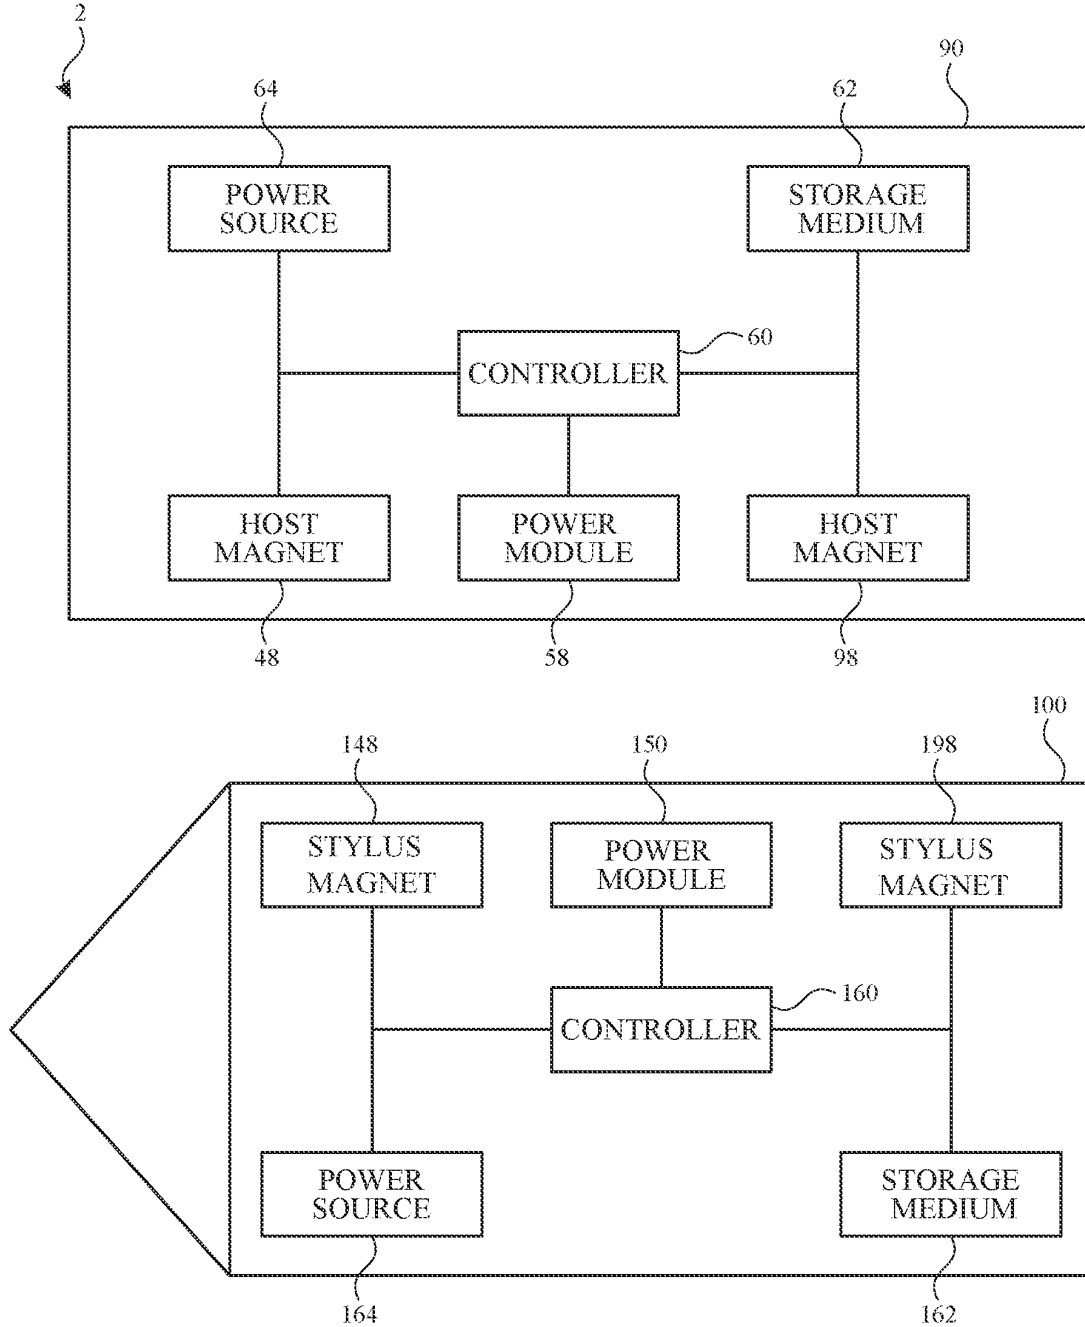 2
90
64
62
POWER
SOURCE
STORAGE
MEDIUM
60
CONTROLLER
HOST
MAGNET
POWER
MODULE
HOST
MAGNET
48
58
98
100
148
150
198
STYLUS
MAGNET
POWER
MODULE
STYLUS
MAGNET
160
CONTROLLER
POWER
SOURCE
STORAGE
MEDIUM
164
162